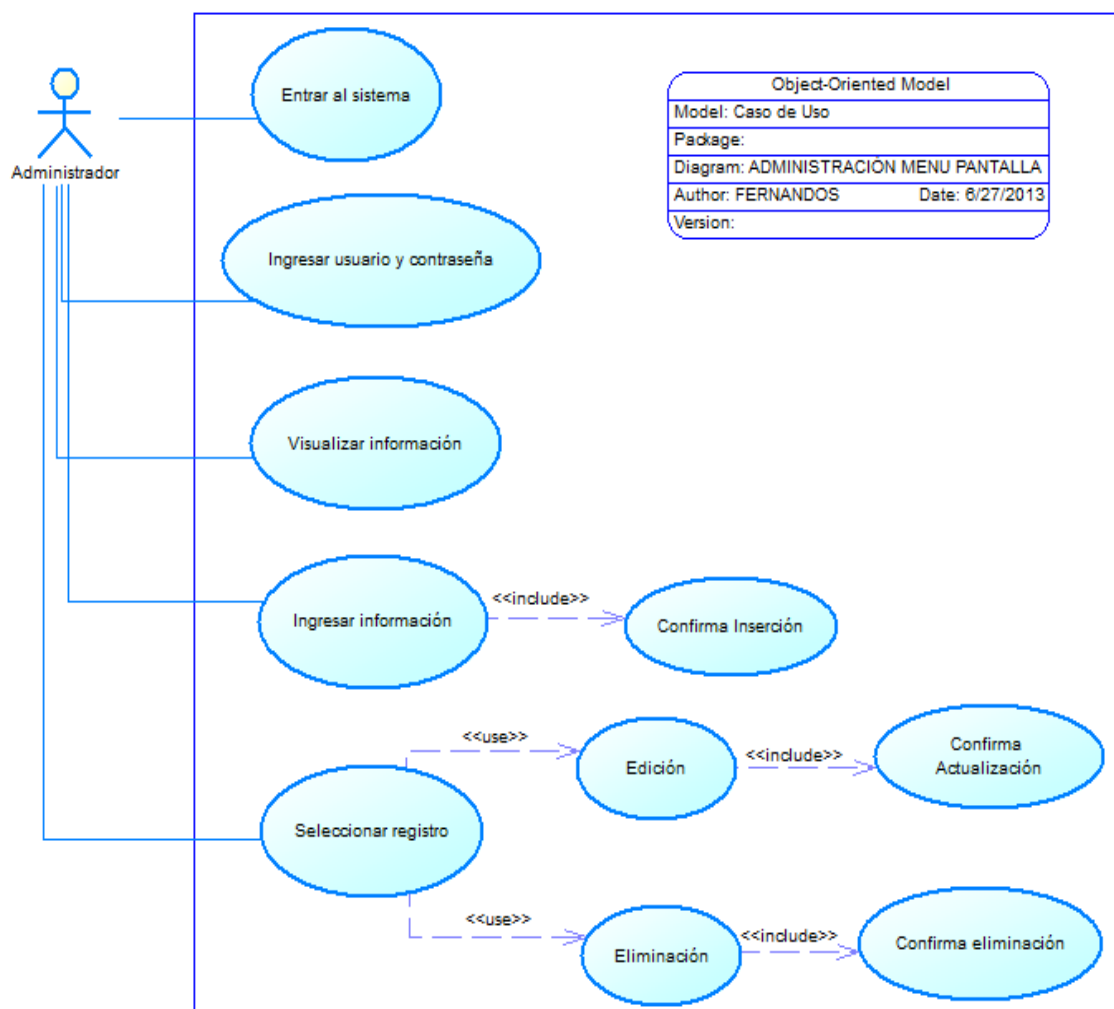 Entrar al sistema
Object-Oriented Model
Model: Caso de Uso
Package:
Diagram: ADMINISTRACIÓN MENU PANTALLA
Author: FERNANDOS Date: 6/27/2013
Version:
Administrador
Ingresar usuario y contraseña
Visualizar información
Ingresar información
<<include>>
Confirma Inserción
Seleccionar registro
<<use>>
Edición
<<include>>
Confirma
Actualización
<<use>>
Eliminación
<<include>>
Confirma eliminación